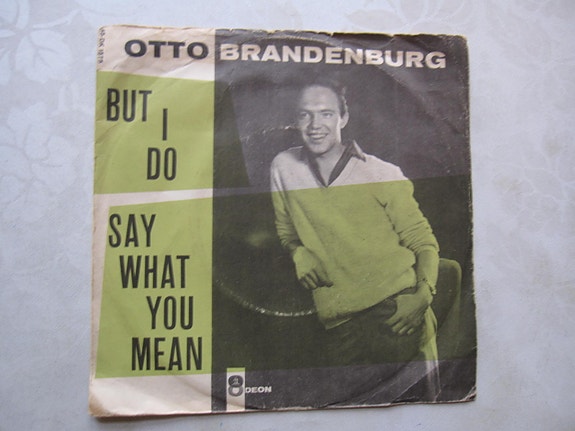 OTTO BRANDENBURG
BUT
I
DO
SAY
WHAT
YOU
MEAN
ODEON